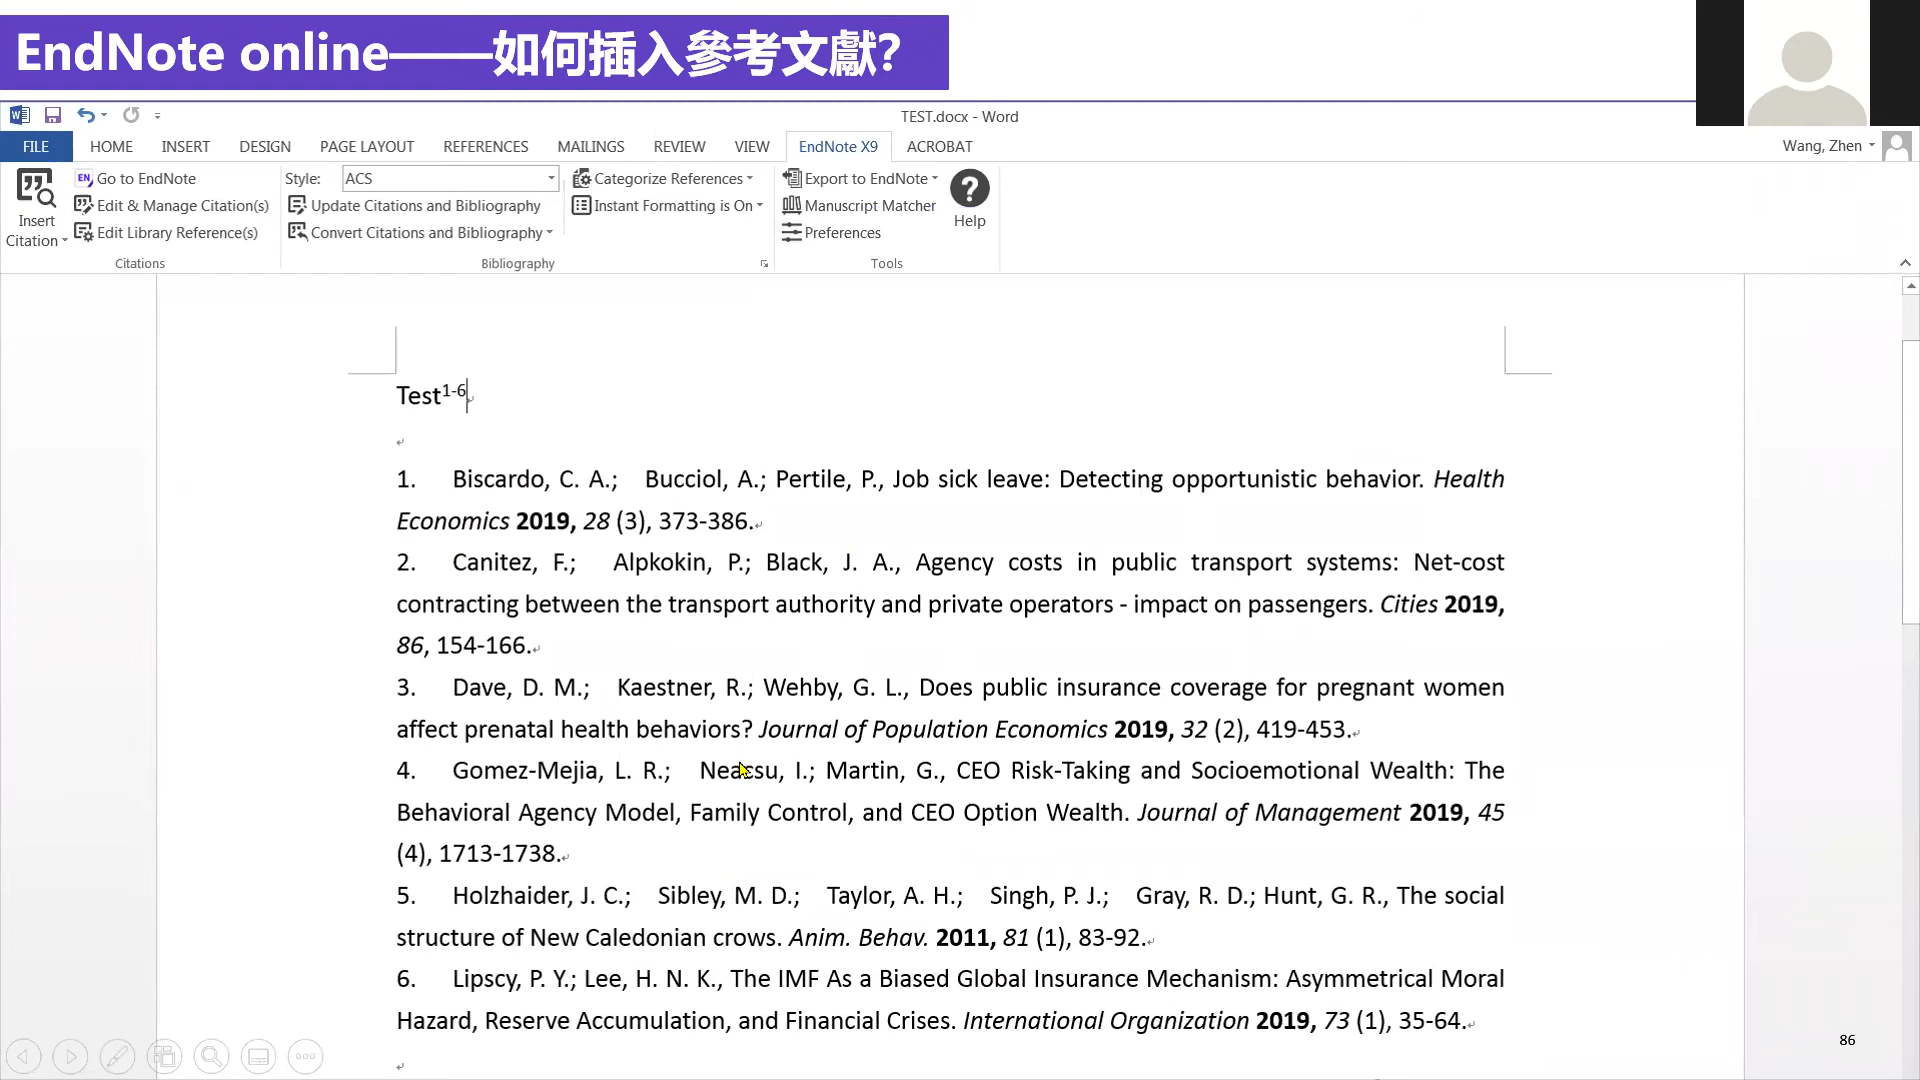 EndNote online——如何插入參考文獻?
TEST.docx - Word
FILE HOME INSERT DESIGN PAGE LAYOUT REFERENCES MAILINGS REVIEW VIEW EndNote X9 ACROBAT
Wang, Zhen
Insert Citation
EN Go to EndNote
Edit & Manage Citation(s)
Edit Library Reference(s)
Citations
Style: ACS
Update Citations and Bibliography
Convert Citations and Bibliography
Categorize References
Instant Formatting is On
Bibliography
Export to EndNote
Manuscript Matcher
Preferences
Help
Tools
Test1-6
1. Biscardo, C. A.; Bucciol, A.; Pertile, P., Job sick leave: Detecting opportunistic behavior. Health
Economics 2019, 28 (3), 373-386.
2. Canitez, F.; Alpkokin, P.; Black, J. A., Agency costs in public transport systems: Net-cost
contracting between the transport authority and private operators - impact on passengers. Cities 2019,
86, 154-166.
3. Dave, D. M.; Kaestner, R.; Wehby, G. L., Does public insurance coverage for pregnant women
affect prenatal health behaviors? Journal of Population Economics 2019, 32 (2), 419-453.
4. Gomez-Mejia, L. R.; I.; Martin, G., CEO Risk-Taking and Socioemotional Wealth: The
Behavioral Agency Model, Family Control, and CEO Option Wealth. Journal of Management 2019, 45
(4), 1713-1738.
5. Holzhaider, J. C.; Sibley, M. D.; Taylor, A. H.; Singh, P. J.; Gray, R. D.; Hunt, G. R., The social
structure of New Caledonian crows. Anim. Behav. 2011, 81 (1), 83-92.
6. Lipscy, P. Y.; Lee, H. N. K., The IMF As a Biased Global Insurance Mechanism: Asymmetrical Moral
Hazard, Reserve Accumulation, and Financial Crises. International Organization 2019, 73 (1), 35-64.
86